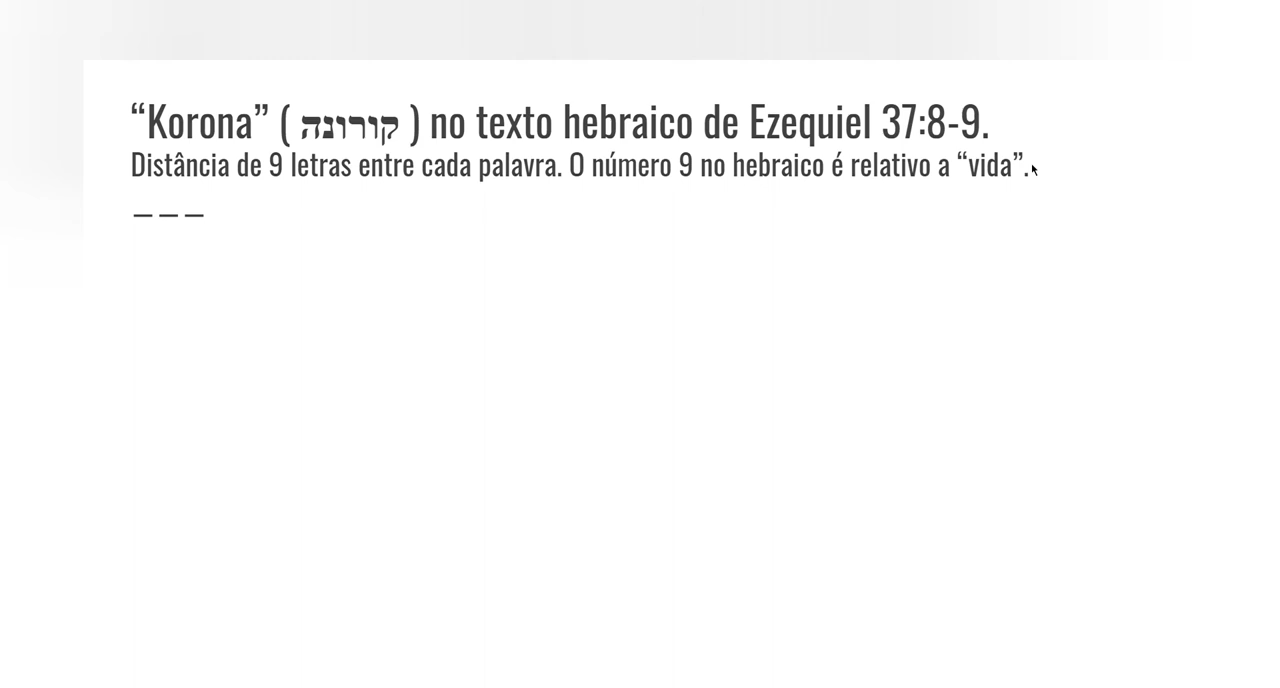 “Korona” ( קורונה ) no texto hebraico de Ezequiel 37:8-9.
Distância de 9 letras entre cada palavra. O número 9 no hebraico é relativo a “vida”.
– – –